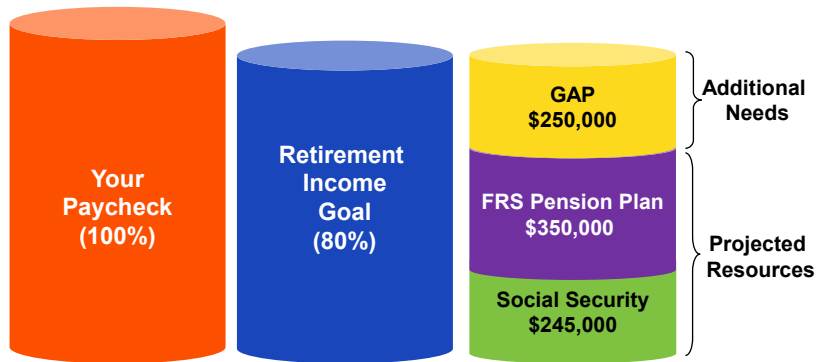 Your
Paycheck
(100%)
Retirement
Income
Goal
(80%)
GAP
$250,000
FRS Pension Plan
$350,000
Social Security
$245,000
Additional
Needs
Projected
Resources